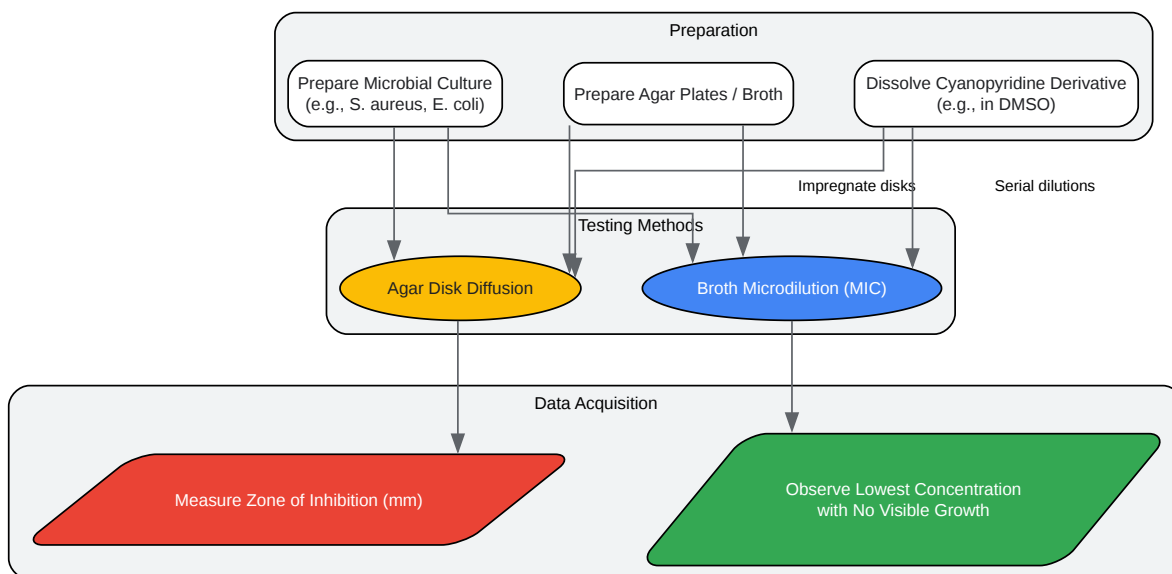 Preparation
Prepare Microbial Culture
(e.g., S. aureus, E. coli)
Prepare Agar Plates / Broth
Dissolve Cyanopyridine Derivative
(e.g., in DMSO)
Impregnate disks
Serial dilutions
Testing Methods
Agar Disk Diffusion
Broth Microdilution (MIC)
Data Acquisition
Measure Zone of Inhibition (mm)
Observe Lowest Concentration
with No Visible Growth